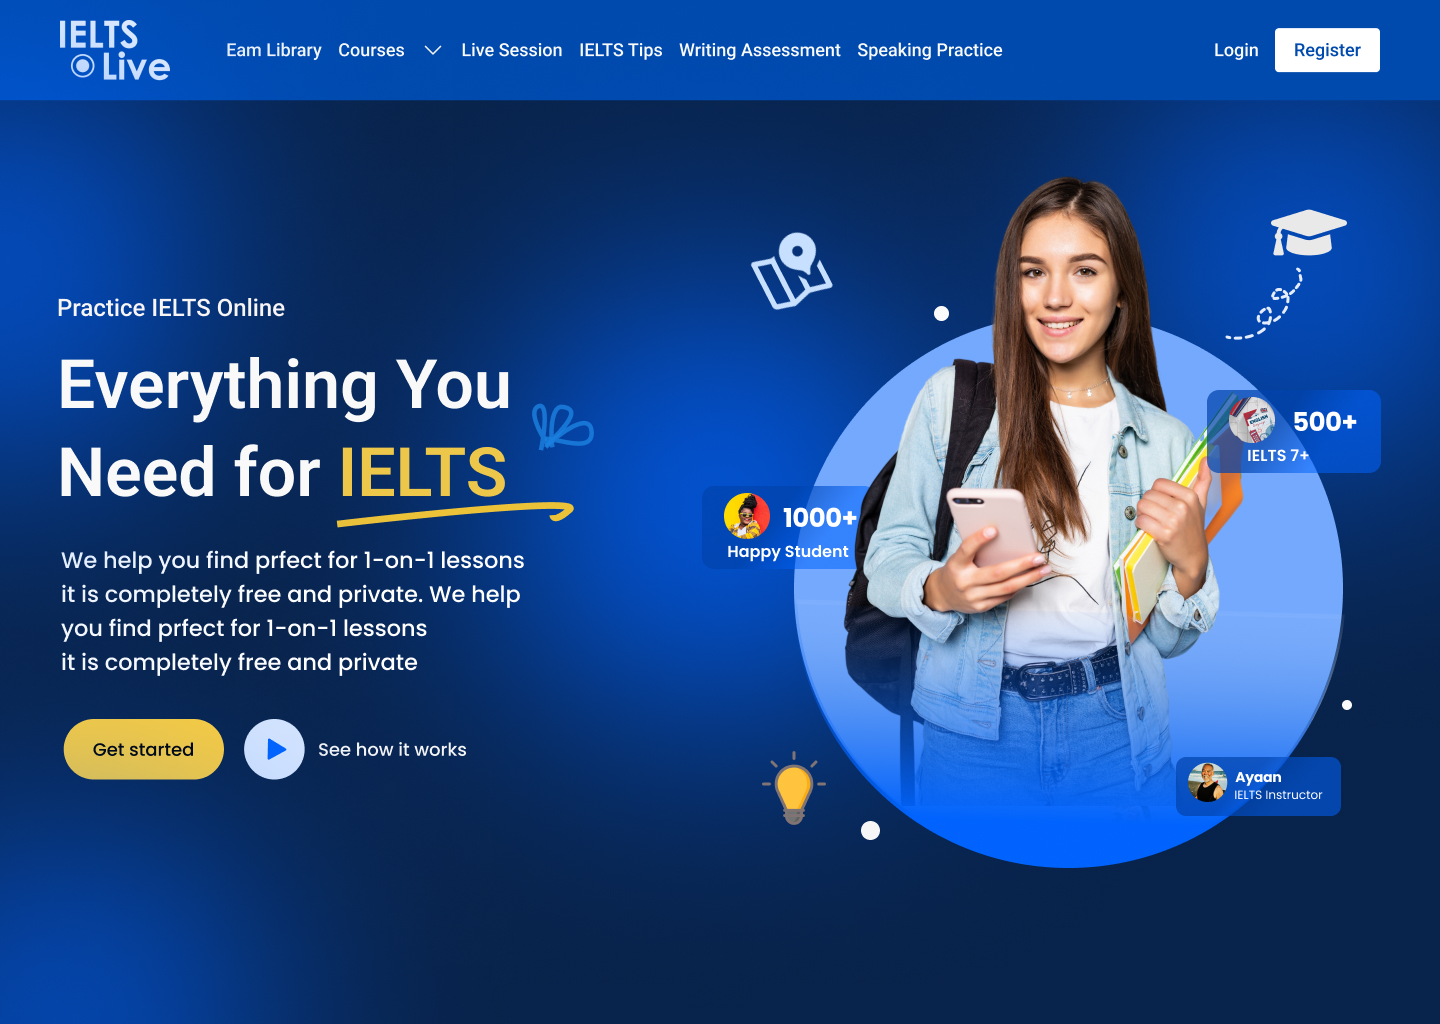 IELTS
Live
Eam Library Courses Live Session IELTS Tips Writing Assessment Speaking Practice Login Register
Practice IELTS Online
Everything You
Need for IELTS
We help you find prfect for 1-on-1 lessons
it is completely free and private. We help
you find prfect for 1-on-1 lessons
it is completely free and private
Get started
See how it works
1000+
Happy Student
ENGLISH
500+
IELTS 7+
Ayaan
IELTS Instructor